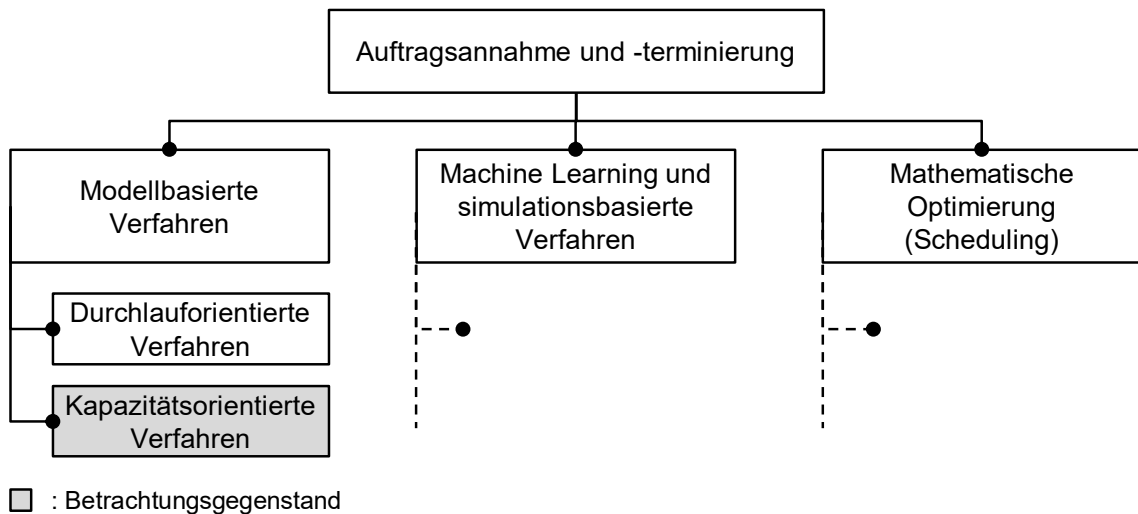 Auftragsannahme und -terminierung
Modellbasierte
Verfahren
Machine Learning und
simulationsbasierte
Verfahren
Mathematische
Optimierung
(Scheduling)
Durchlauforientierte
Verfahren
Kapazitätsorientierte
Verfahren
: Betrachtungsgegenstand